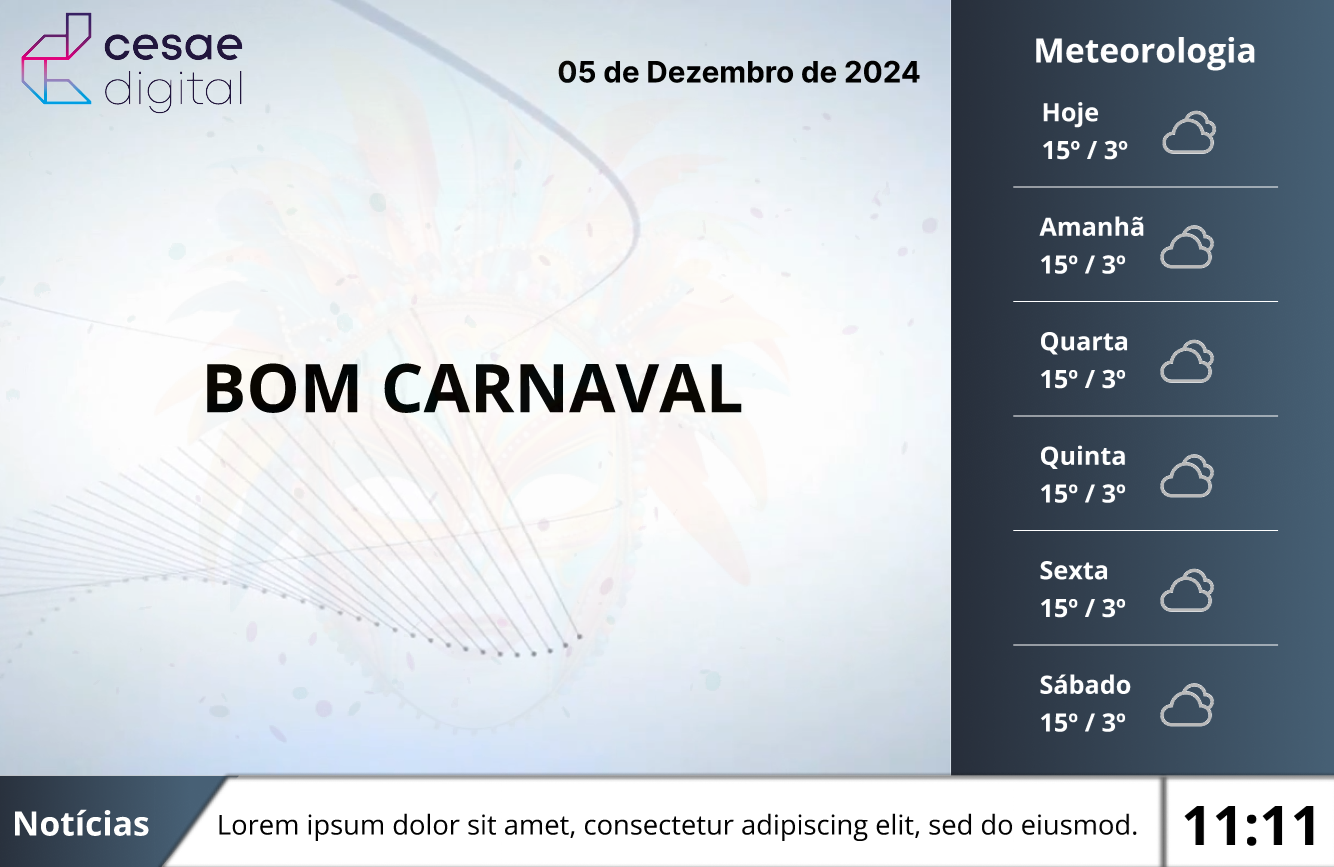 cesae
digital
05 de Dezembro de 2024
BOM CARNAVAL
Meteorologia
Hoje
15º / 3º
Amanhã
15º / 3º
Quarta
15º / 3º
Quinta
15º / 3º
Sexta
15º / 3º
Sábado
15º / 3º
Notícias
Lorem ipsum dolor sit amet, consectetur adipiscing elit, sed do eiusmod.
11:11